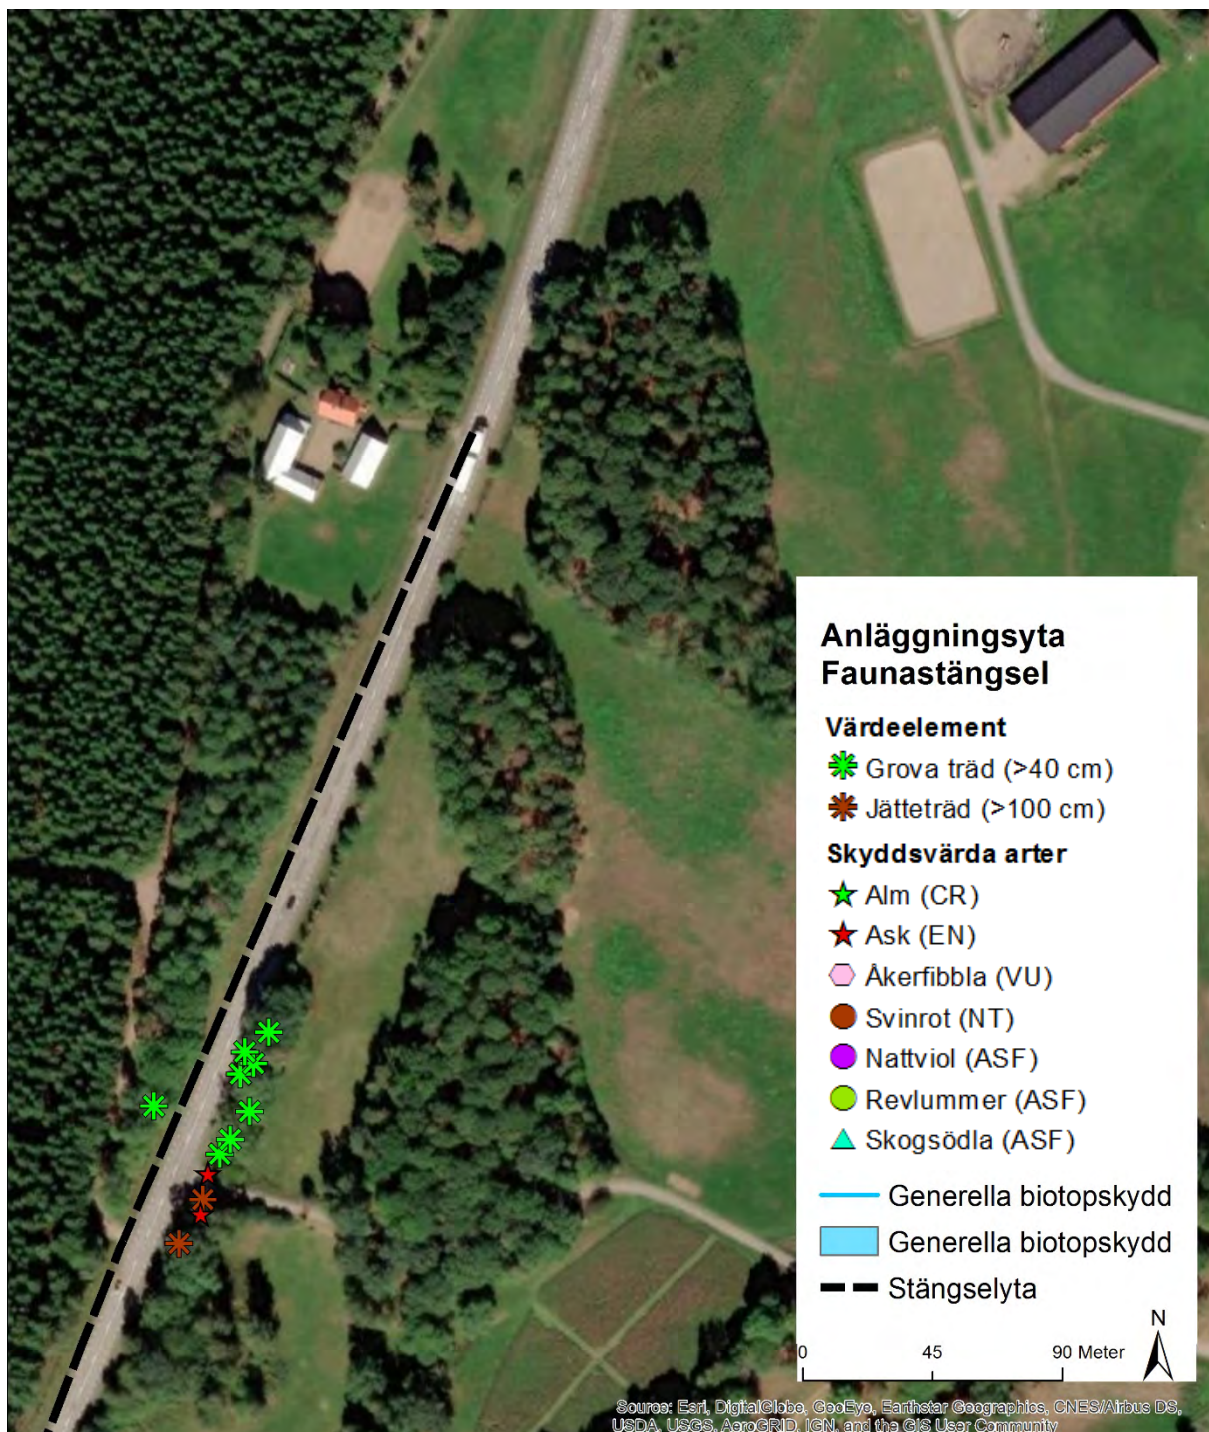 Anläggningsyta
Faunastängsel
Värdeelement
Grova träd (>40 cm)
Jätteträd (>100 cm)
Skyddsvärda arter
Alm (CR)
Ask (EN)
Åkerfibbla (VU)
Svinrot (NT)
Nattviol (ASF)
Revlummer (ASF)
Skogsödla (ASF)
Generella biotopskydd
Generella biotopskydd
Stängselyta
N
0 45 90 Meter
Source: Esri, DigitalGlobe, GeoEye, Earthstar Geographics, CNES/Airbus DS,
USDA, USGS, AeroGRID, IGN, and the GIS User Community